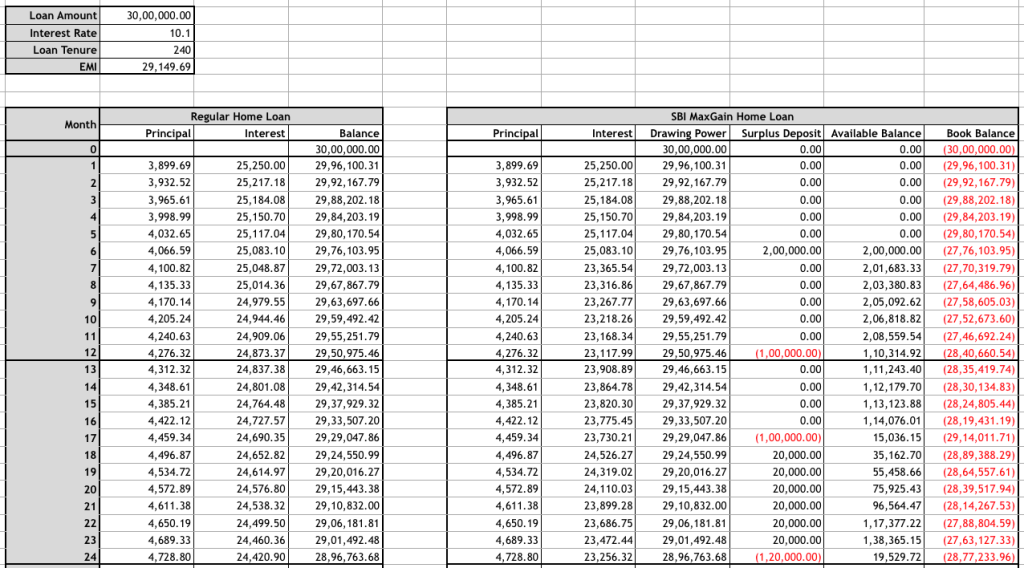 Loan Amount 30,00,000.00
Interest Rate 10.1
Loan Tenure 240
EMI 29,149.69
Month Regular Home Loan SBI MaxGain Home Loan
Principal Interest Balance Principal Interest Drawing Power Surplus Deposit Available Balance Book Balance
0 30,00,000.00 30,00,000.00 0.00 0.00 (30,00,000.00)
1 3,899.69 25,250.00 29,96,100.31 3,899.69 25,250.00 29,96,100.31 0.00 0.00 (29,96,100.31)
2 3,932.52 25,217.18 29,92,167.79 3,932.52 25,217.18 29,92,167.79 0.00 0.00 (29,92,167.79)
3 3,965.61 25,184.08 29,88,202.18 3,965.61 25,184.08 29,88,202.18 0.00 0.00 (29,88,202.18)
4 3,998.99 25,150.70 29,84,203.19 3,998.99 25,150.70 29,84,203.19 0.00 0.00 (29,84,203.19)
5 4,032.65 25,117.04 29,80,170.54 4,032.65 25,117.04 29,80,170.54 0.00 0.00 (29,80,170.54)
6 4,066.59 25,083.10 29,76,103.95 4,066.59 25,083.10 29,76,103.95 2,00,000.00 2,00,000.00 (27,76,103.95)
7 4,100.82 25,048.87 29,72,003.13 4,100.82 23,365.54 29,72,003.13 0.00 2,01,683.33 (27,70,319.79)
8 4,135.33 25,014.36 29,67,867.79 4,135.33 23,316.86 29,67,867.79 0.00 2,03,380.83 (27,64,486.96)
9 4,170.14 24,979.55 29,63,697.66 4,170.14 23,267.77 29,63,697.66 0.00 2,05,092.62 (27,58,605.03)
10 4,205.24 24,944.46 29,59,492.42 4,205.24 23,218.26 29,59,492.42 0.00 2,06,818.82 (27,52,673.60)
11 4,240.63 24,909.06 29,55,251.79 4,240.63 23,168.34 29,55,251.79 0.00 2,08,559.54 (27,46,692.24)
12 4,276.32 24,873.37 29,50,975.46 4,276.32 23,117.99 29,50,975.46 (1,00,000.00) 1,10,314.92 (28,40,660.54)
13 4,312.32 24,837.38 29,46,663.15 4,312.32 23,908.89 29,46,663.15 0.00 1,11,243.40 (28,35,419.74)
14 4,348.61 24,801.08 29,42,314.54 4,348.61 23,864.78 29,42,314.54 0.00 1,12,179.70 (28,30,134.83)
15 4,385.21 24,764.48 29,37,929.32 4,385.21 23,820.30 29,37,929.32 0.00 1,13,123.88 (28,24,805.44)
16 4,422.12 24,727.57 29,33,507.20 4,422.12 23,775.45 29,33,507.20 0.00 1,14,076.01 (28,19,431.19)
17 4,459.34 24,690.35 29,29,047.86 4,459.34 23,730.21 29,29,047.86 (1,00,000.00) 15,036.15 (29,14,011.71)
18 4,496.87 24,652.82 29,24,550.99 4,496.87 24,526.27 29,24,550.99 20,000.00 35,162.70 (28,89,388.29)
19 4,534.72 24,614.97 29,20,016.27 4,534.72 24,319.02 29,20,016.27 20,000.00 55,458.66 (28,64,557.61)
20 4,572.89 24,576.80 29,15,443.38 4,572.89 24,110.03 29,15,443.38 20,000.00 75,925.43 (28,39,517.94)
21 4,611.38 24,538.32 29,10,832.00 4,611.38 23,899.28 29,10,832.00 20,000.00 96,564.47 (28,14,267.53)
22 4,650.19 24,499.50 29,06,181.81 4,650.19 23,686.75 29,06,181.81 20,000.00 1,17,377.22 (27,88,804.59)
23 4,689.33 24,460.36 29,01,492.48 4,689.33 23,472.44 29,01,492.48 20,000.00 1,38,365.15 (27,63,127.33)
24 4,728.80 24,420.90 28,96,763.68 4,728.80 23,256.32 28,96,763.68 (1,20,000.00) 19,529.72 (28,77,233.96)